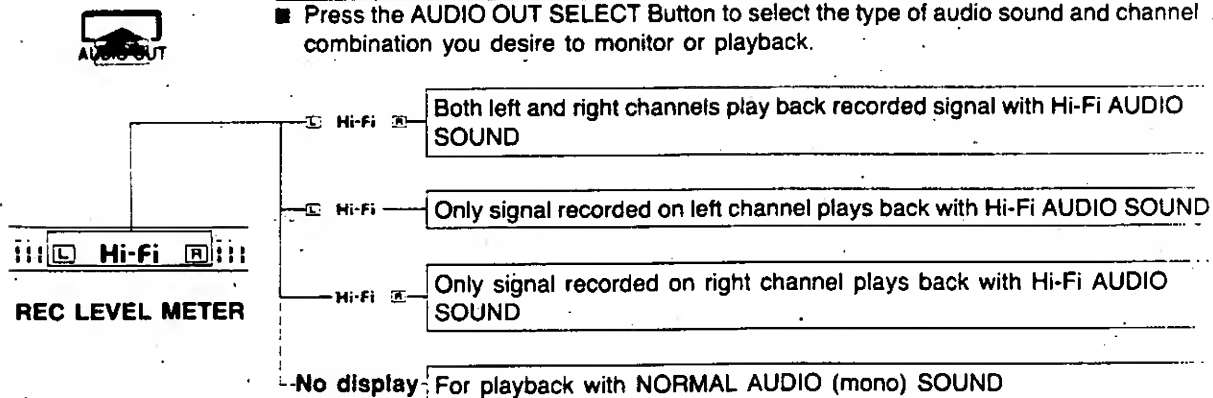 ■ Press the AUDIO OUT SELECT Button to select the type of audio sound and channel
combination you desire to monitor or playback.
AUDIO OUT
L Hi-Fi R
Both left and right channels play back recorded signal with Hi-Fi AUDIO
SOUND
L Hi-Fi
Only signal recorded on left channel plays back with Hi-Fi AUDIO SOUND
L Hi-Fi R
REC LEVEL METER
Hi-Fi R
Only signal recorded on right channel plays back with Hi-Fi AUDIO
SOUND
No display
For playback with NORMAL AUDIO (mono) SOUND